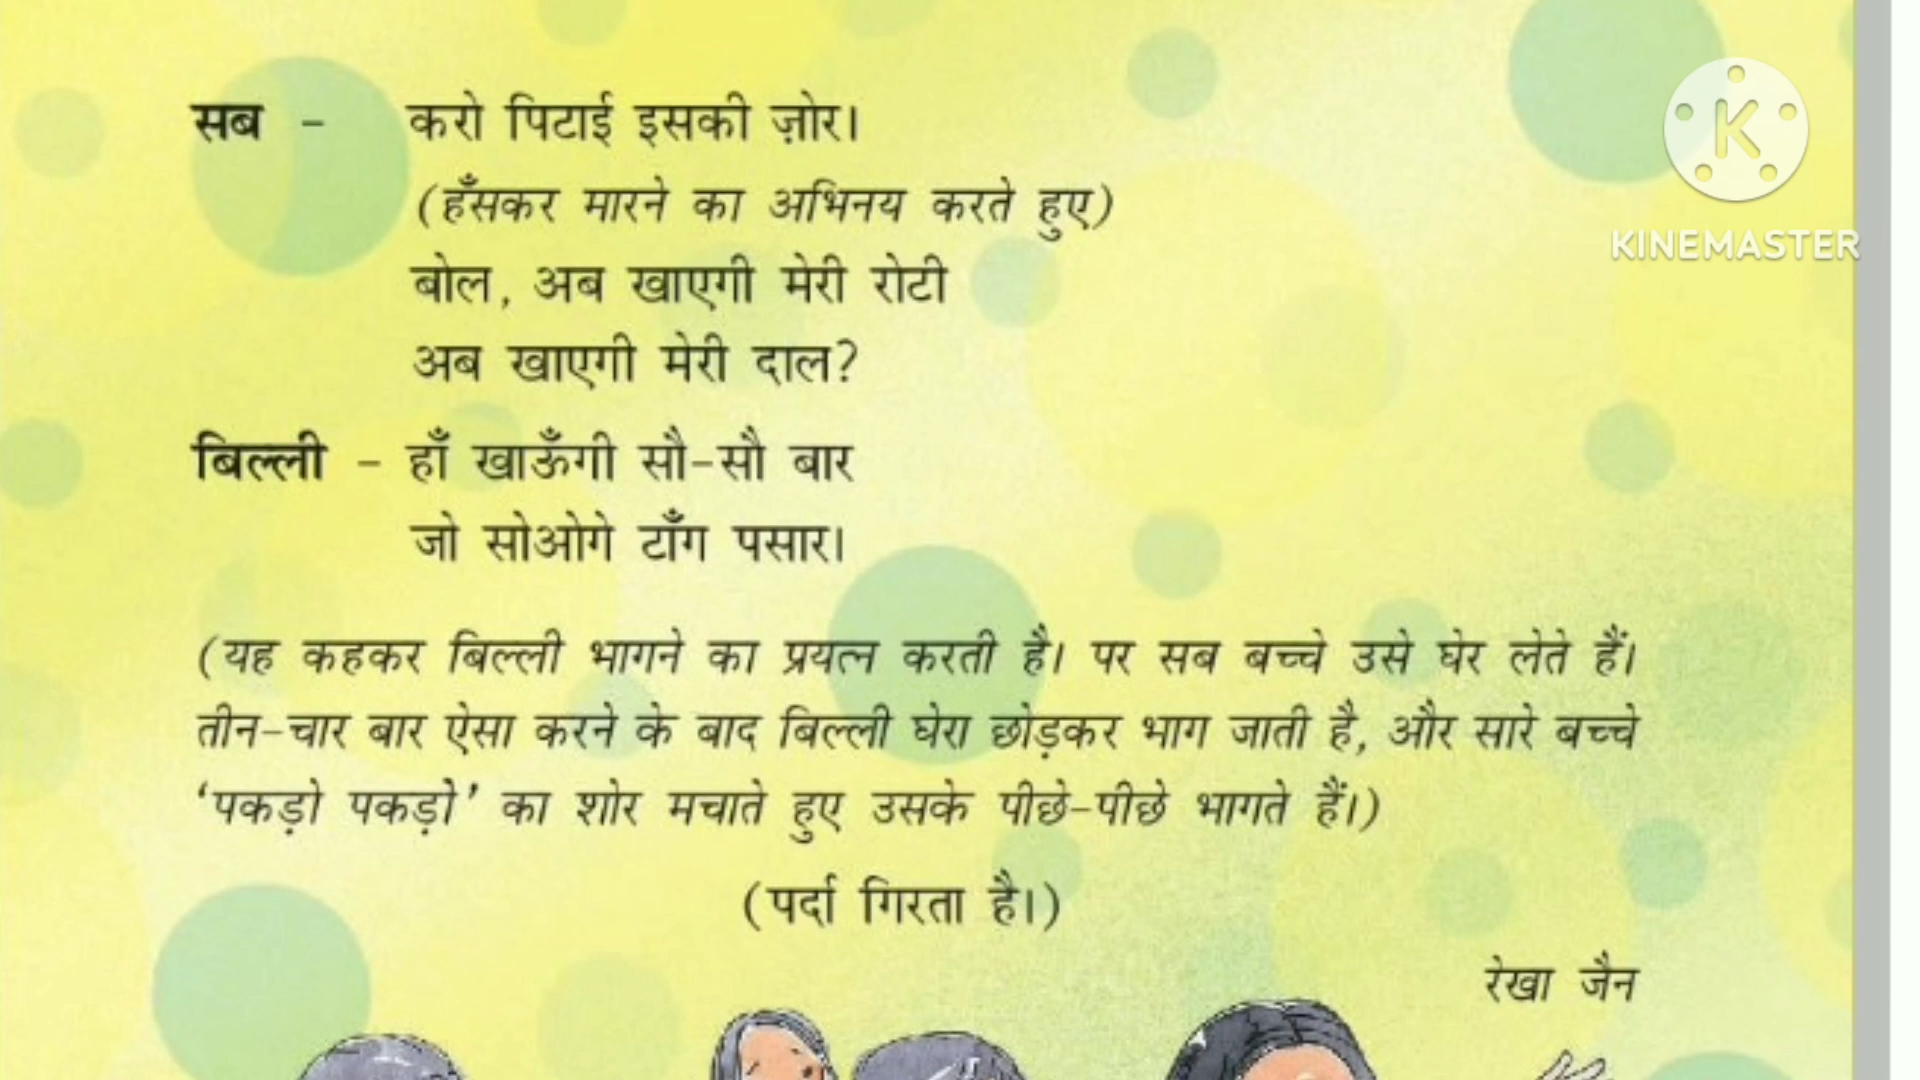 सब - करो पिटाई इसकी ज़ोर।
(हँसकर मारने का अभिनय करते हुए)
बोल, अब खाएगी मेरी रोटी
अब खाएगी मेरी दाल?
बिल्ली - हाँ खाऊँगी सौ-सौ बार
जो सोओगे टाँग पसार।
(यह कहकर बिल्ली भागने का प्रयत्न करती है। पर सब बच्चे उसे घेर लेते हैं।
तीन-चार बार ऐसा करने के बाद बिल्ली घेरा छोड़कर भाग जाती है, और सारे बच्चे
‘पकड़ो पकड़ो’ का शोर मचाते हुए उसके पीछे-पीछे भागते हैं।)
(पर्दा गिरता है।)
रेखा जैन
K
KINEMASTER